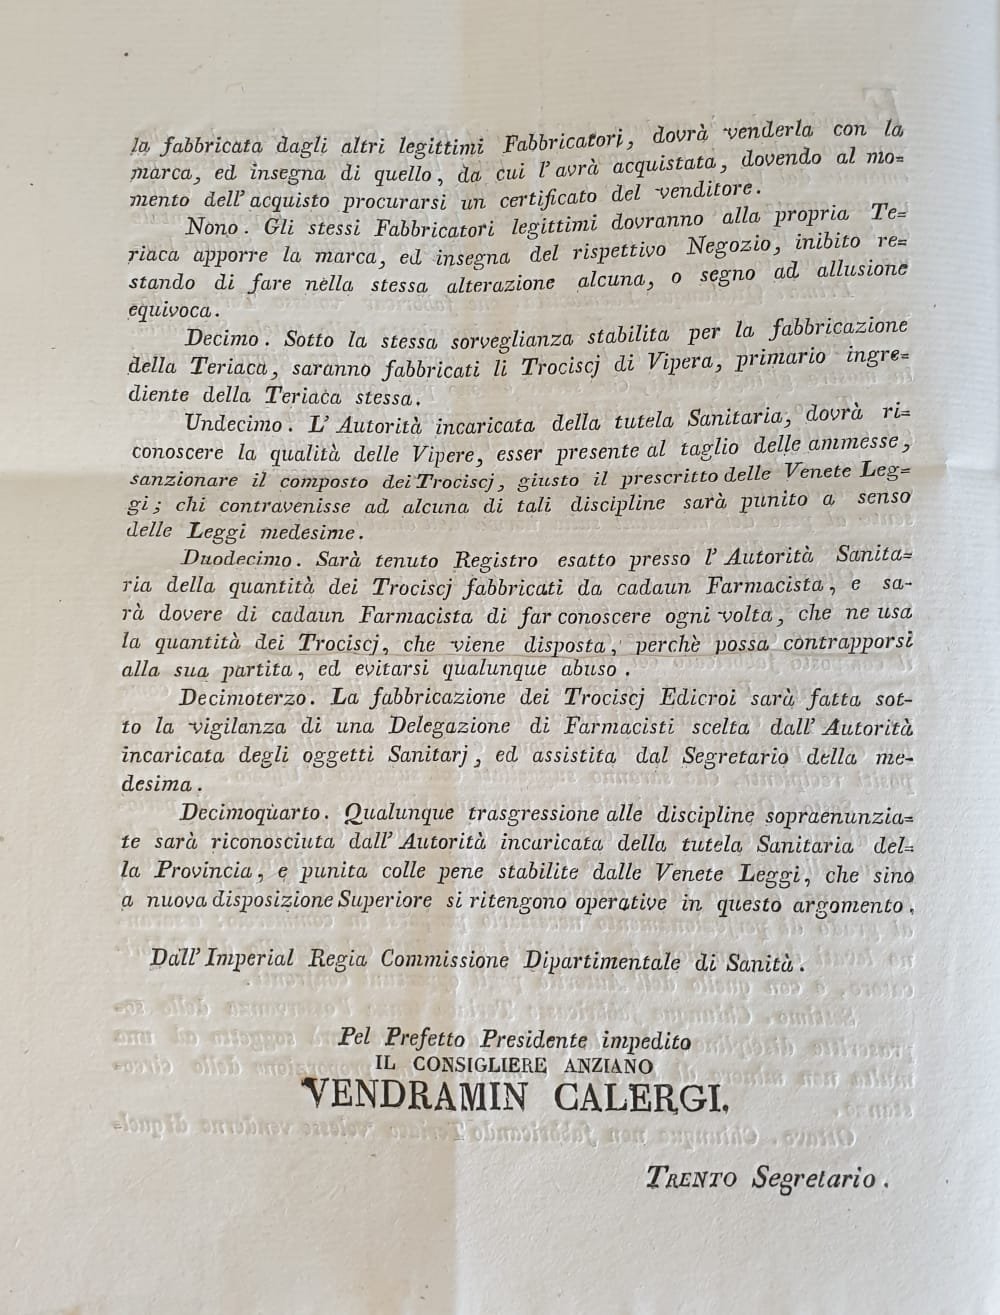 la fabbricata dagli altri legittimi Fabbricatori, dovrà venderla con la
marca, ed insegna di quello, da cui l'avrà acquistata, dovendo al mo=
mento dell'acquisto procurarsi un certificato del venditore.
Nono. Gli stessi Fabbricatori legittimi dovranno alla propria Te=
riaca apporre la marca, ed insegna del rispettivo Negozio, inibito re=
stando di fare nella stessa alterazione alcuna, o segno ad allusione
equivoca.
Decimo. Sotto la stessa sorveglianza stabilita per la fabbricazione
della Teriaca, saranno fabbricati li Trociscj di Vipera, primario ingre=
diente della Teriaca stessa.
Undecimo. L'Autorità incaricata della tutela Sanitaria, dovrà ri=
conoscere la qualità delle Vipere, esser presente al taglio delle ammesse,
sanzionare il composto dei Trociscj, giusto il prescritto delle Venete Leg=
gi; chi contravenisse ad alcuna di tali discipline sarà punito a senso
delle Leggi medesime.
Duodecimo. Sarà tenuto Registro esatto presso l'Autorità Sanita=
ria della quantità dei Trociscj fabbricati da cadaun Farmacista, e sa-
rà dovere di cadaun Farmacista di far conoscere ogni volta, che ne usa
la quantità dei Trociscj, che viene disposta, perchè possa contrapporsi
alla sua partita, ed evitarsi qualunque abuso.
Decimoterzo. La fabbricazione dei Trociscj Edicroi sarà fatta sot-
to la vigilanza di una Delegazione di Farmacisti scelta dall'Autorità
incaricata degli oggetti Sanitarj, ed assistita dal Segretario della me-
desima.
Decimoquarto. Qualunque trasgressione alle discipline sopraenunzia=
te sarà riconosciuta dall'Autorità incaricata della tutela Sanitaria del=
la Provincia, e punita colle pene stabilite dalle Venete Leggi, che sino
a nuova disposizione Superiore si ritengono operative in questo argomento.
Dall'Imperial Regia Commissione Dipartimentale di Sanità.
Pel Prefetto Presidente impedito
IL CONSIGLIERE ANZIANO
VENDRAMIN CALERGI.
TRENTO Segretario.